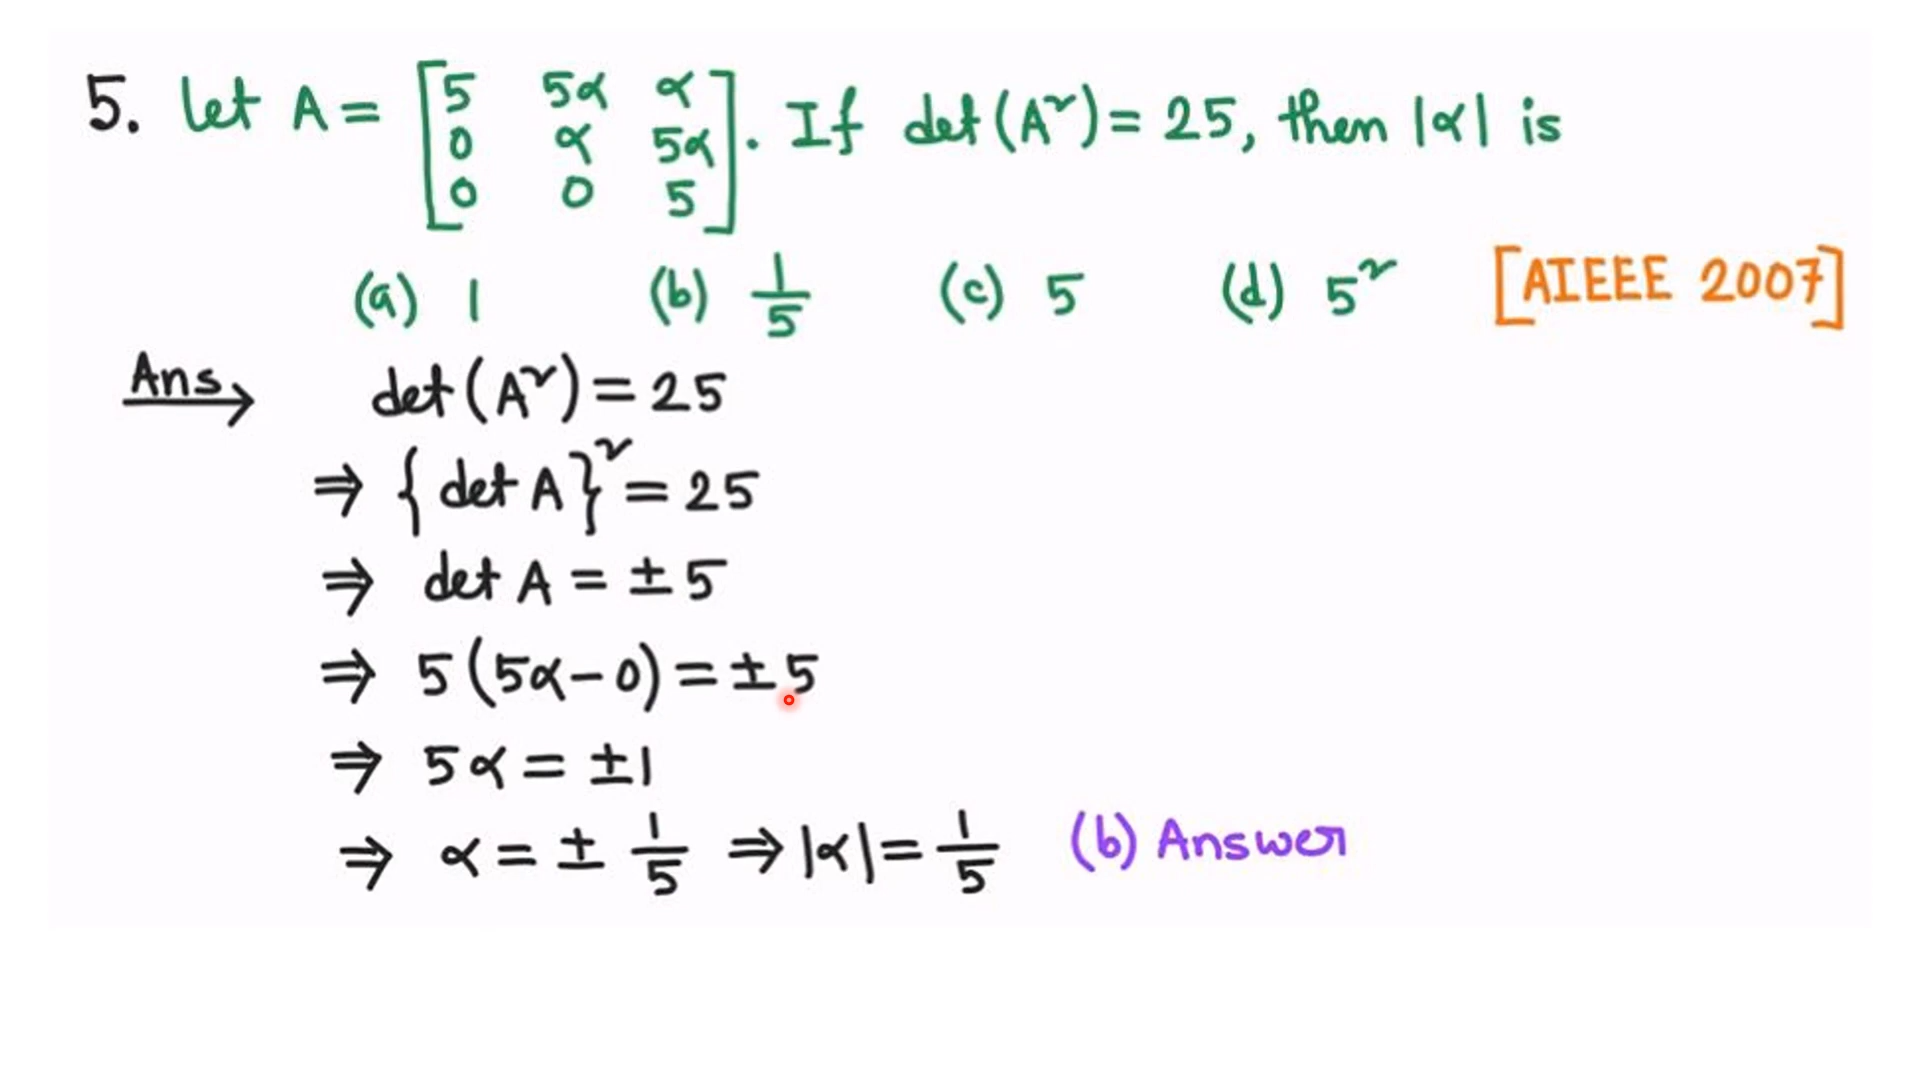 5. Let A = [5 5α α
0 α 5α
0 0 5]. If det(A²) = 25, then |α| is
(a) 1 (b) 1/5 (c) 5 (d) 5² [AIEEE 2007]
Ans → det(A²) = 25
⇒ {det A}² = 25
⇒ det A = ± 5
⇒ 5(5α - 0) = ± 5
⇒ 5α = ±1
⇒ α = ± 1/5 ⇒ |α| = 1/5 (b) Answer